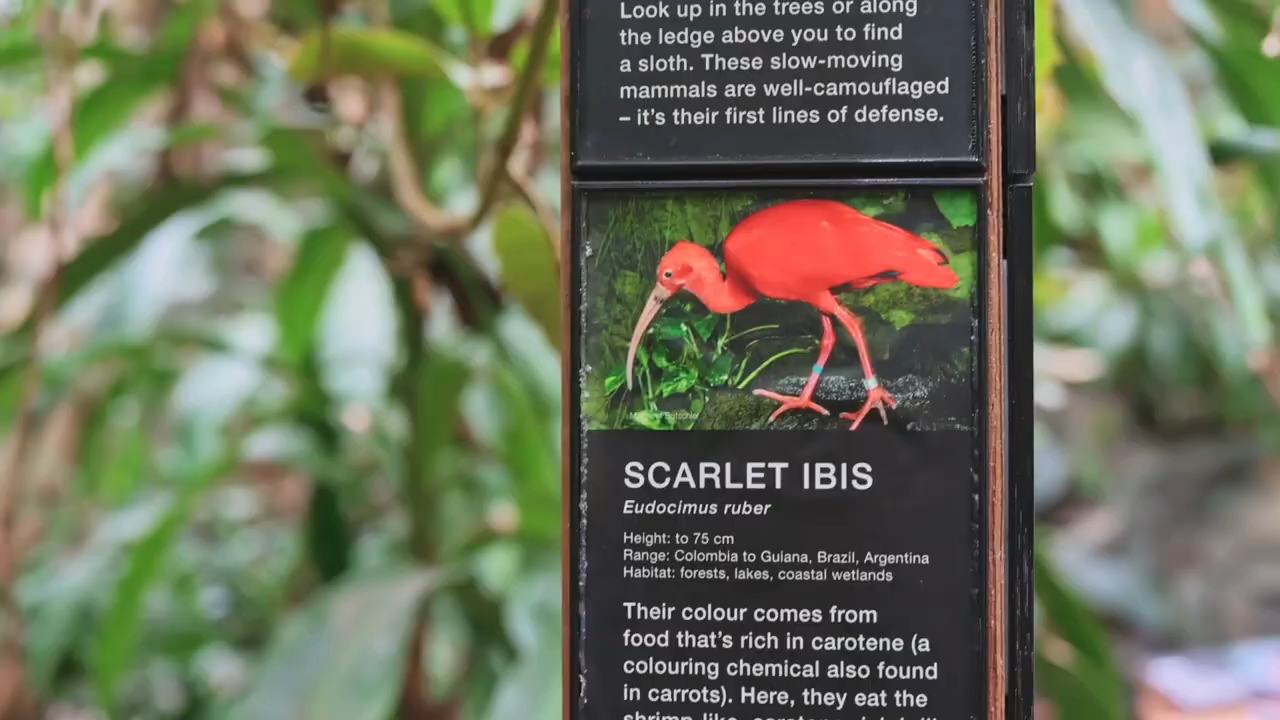 Look up in the trees or along
the ledge above you to find
a sloth. These slow-moving
mammals are well-camouflaged
– it's their first lines of defense.
SCARLET IBIS
Eudocimus ruber
Height: to 75 cm
Range: Colombia to Guiana, Brazil, Argentina
Habitat: forests, lakes, coastal wetlands
Their colour comes from
food that's rich in carotene (a
colouring chemical also found
in carrots). Here, they eat the
shrimp-like,